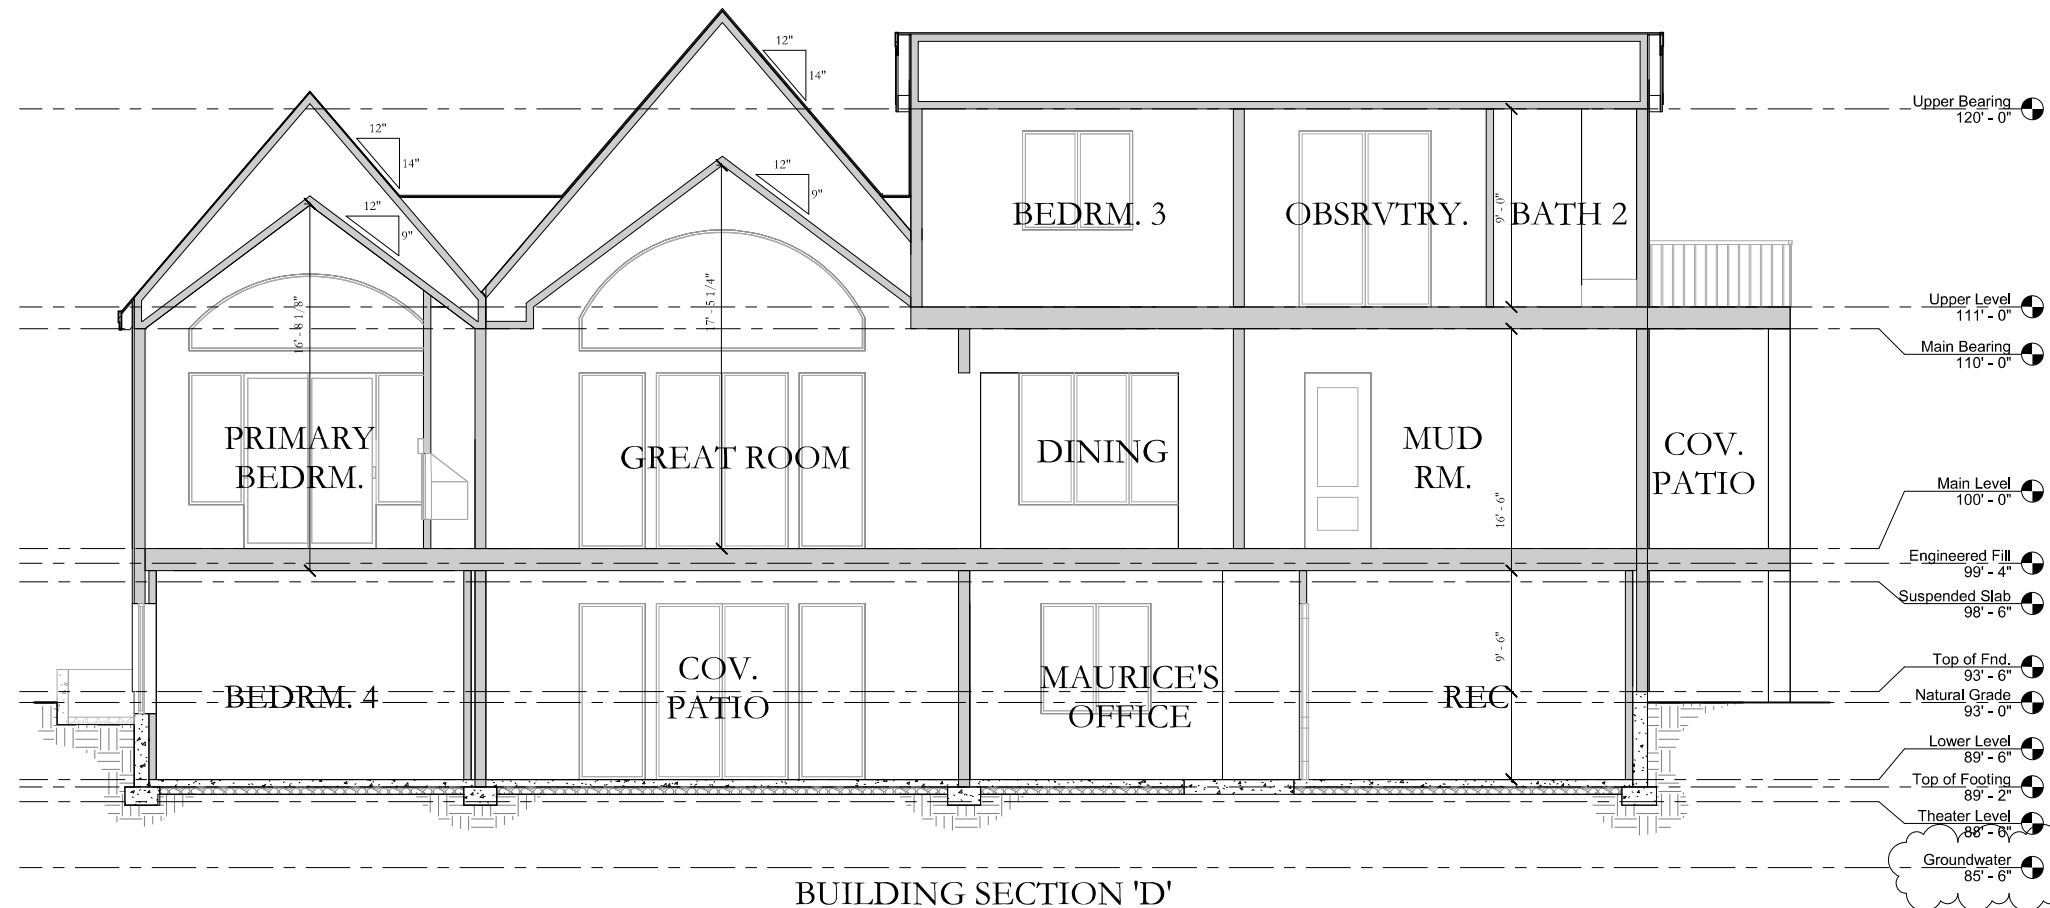 12"
14"
12"
14"
12"
9"
12"
9"
Upper Bearing
120' - 0"
BEDRM. 3
OBSRVTRY.
9' - 0"
BATH 2
16' - 8 1/8"
17' - 5 1/4"
Upper Level
111' - 0"
Main Bearing
110' - 0"
PRIMARY
BEDRM.
GREAT ROOM
DINING
MUD
RM.
COV.
PATIO
16' - 6"
Main Level
100' - 0"
Engineered Fill
99' - 4"
Suspended Slab
98' - 6"
BEDRM. 4
COV.
PATIO
MAURICE'S
OFFICE
REC
9' - 6"
Top of Fnd.
93' - 6"
Natural Grade
93' - 0"
Lower Level
89' - 6"
Top of Footing
89' - 2"
Theater Level
88' - 6"
Groundwater
85' - 6"
BUILDING SECTION 'D'